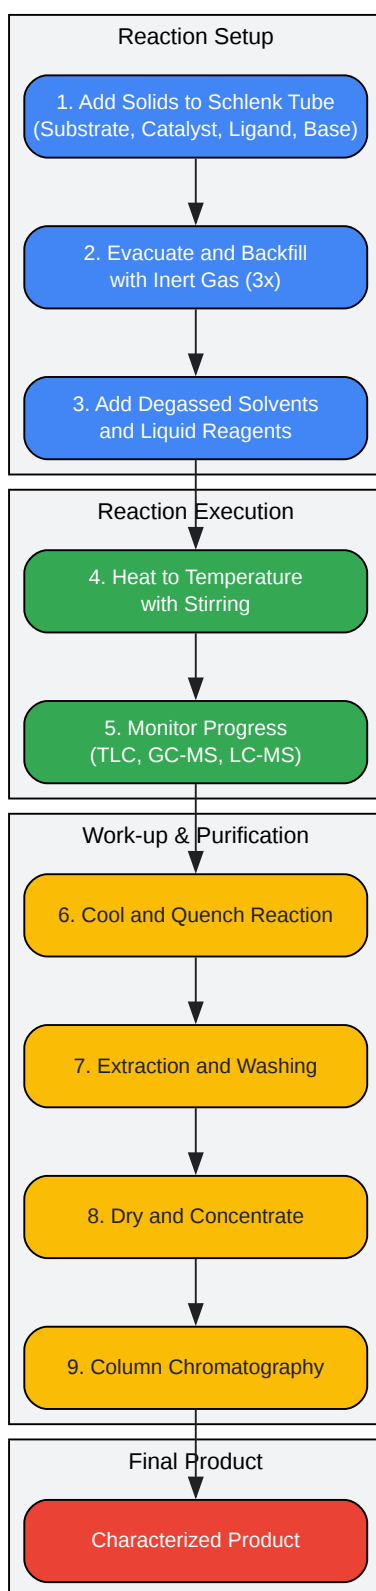 Reaction Setup
1. Add Solids to Schlenk Tube
(Substrate, Catalyst, Ligand, Base)
2. Evacuate and Backfill
with Inert Gas (3x)
3. Add Degassed Solvents
and Liquid Reagents
Reaction Execution
4. Heat to Temperature
with Stirring
5. Monitor Progress
(TLC, GC-MS, LC-MS)
Work-up & Purification
6. Cool and Quench Reaction
7. Extraction and Washing
8. Dry and Concentrate
9. Column Chromatography
Final Product
Characterized Product